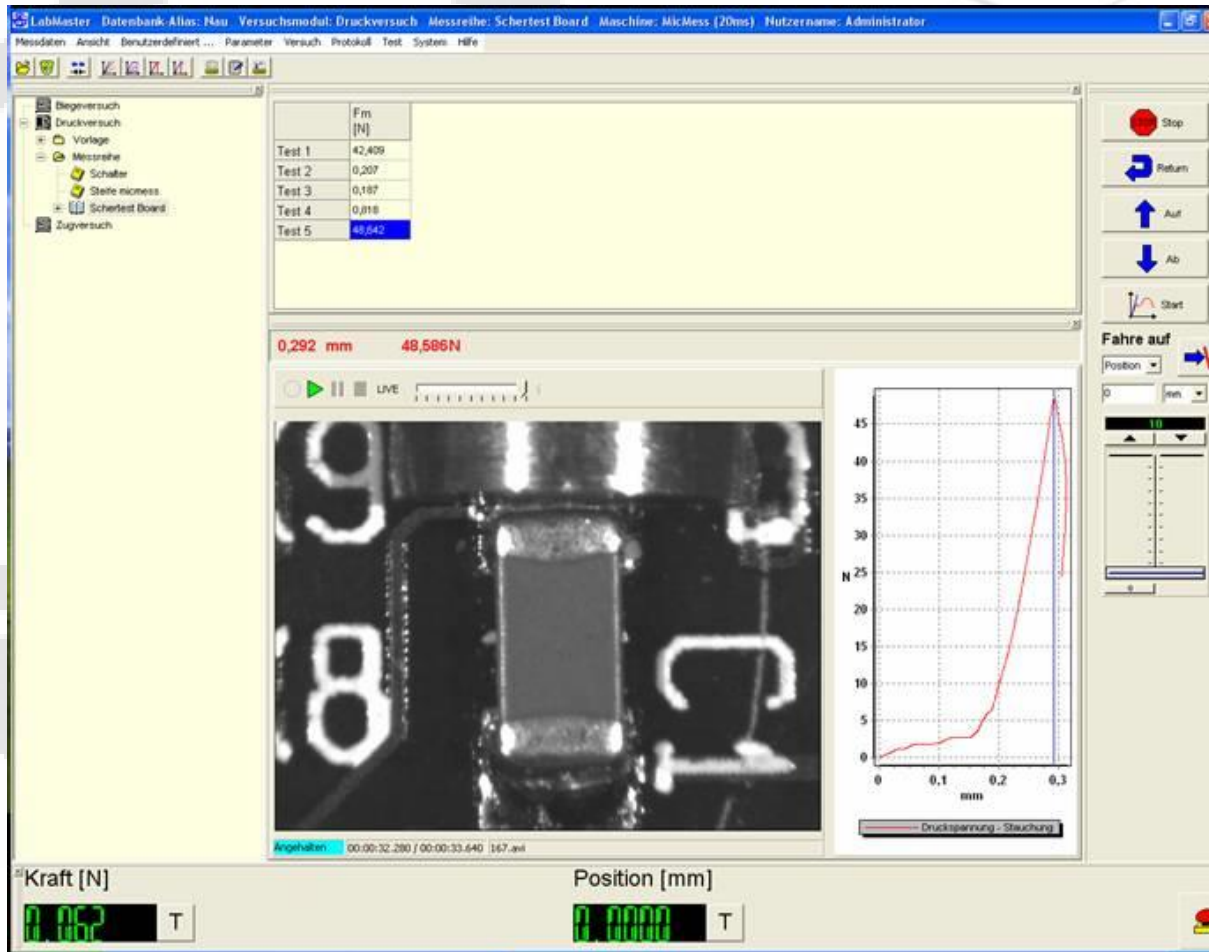 LabMaster Datenbank-Alias: Nau Versuchsmodul: Druckversuch Messreihe: Schertest Board Maschine: MicMess (20ms) Nutzername: Administrator
Messdaten Ansicht Benutzerdefiniert ... Parameter Versuch Protokoll Test System Hilfe
Biegeversuch
Druckversuch
Vorlage
Messreihe
Schalter
Steife micmess
Schertest Board
Zugversuch
Fm
[N]
Test 1 42,409
Test 2 0,207
Test 3 0,187
Test 4 0,818
Test 5 48,642
0,292 mm 48,586N
LIVE
9
8
45
40
35
30
N 25
20
15
10
5
0
0 0,1 0,2 0,3
mm
Druckspannung - Stauchung
Angehalten 00:00:32.280 / 00:00:33.640 167.avi
Stop
Return
Auf
Ab
Start
Fahre auf
Position
0 mm
10
0
Kraft [N] Position [mm]
0.062 T 0.0000 T